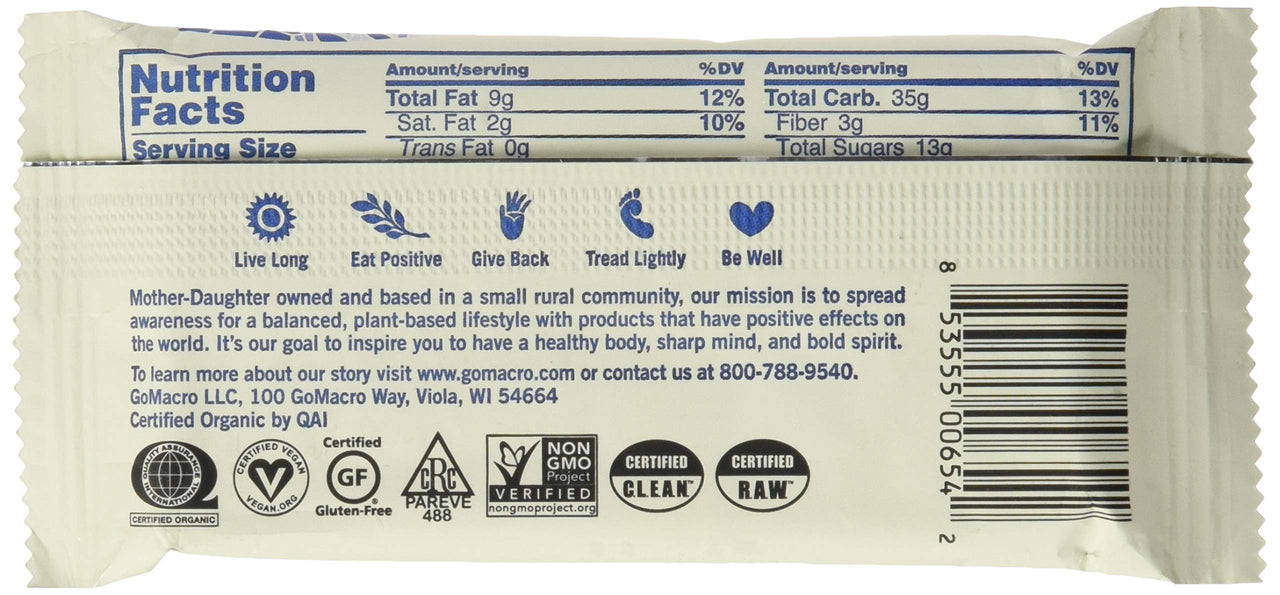 Nutrition
Facts
Serving Size
Amount/serving %DV
Total Fat 9g 12%
Sat. Fat 2g 10%
Trans Fat 0g
Amount/serving %DV
Total Carb. 35g 13%
Fiber 3g 11%
Total Sugars 13g
Live Long
Eat Positive
Give Back
Tread Lightly
Be Well
Mother-Daughter owned and based in a small rural community, our mission is to spread
awareness for a balanced, plant-based lifestyle with products that have positive effects on
the world. It's our goal to inspire you to have a healthy body, sharp mind, and bold spirit.
To learn more about our story visit www.gomacro.com or contact us at 800-788-9540.
GoMacro LLC, 100 GoMacro Way, Viola, WI 54664
Certified Organic by QAI
QUALITY ASSURANCE
INTERNATIONAL
CERTIFIED ORGANIC
CERTIFIED VEGAN
V
VEGAN.ORG
Certified
GF
®
Gluten-Free
CRC
PAREVE
488
NON
GMO
Project
VERIFIED
nongmoproject.org
CERTIFIED
C.L.E.A.N.™
CERTIFIED
R.A.W.™
8 53555 00654 2